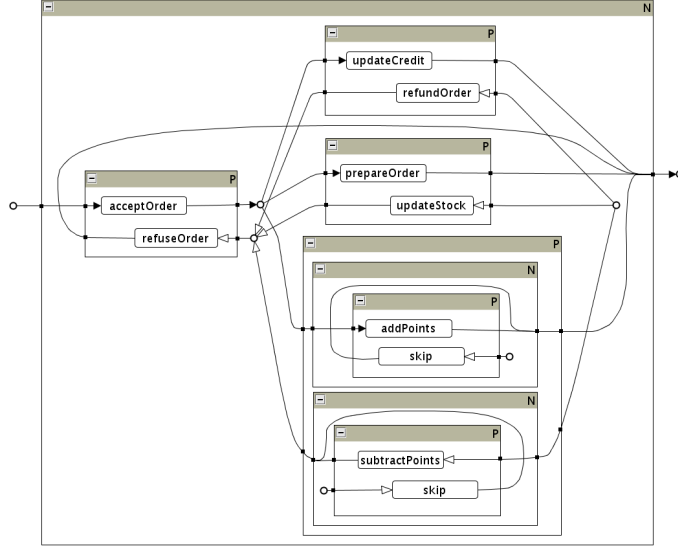 N
P
updateCredit
refundOrder
P
prepareOrder
updateStock
P
acceptOrder
refuseOrder
P
N
P
addPoints
skip
N
P
subtractPoints
skip